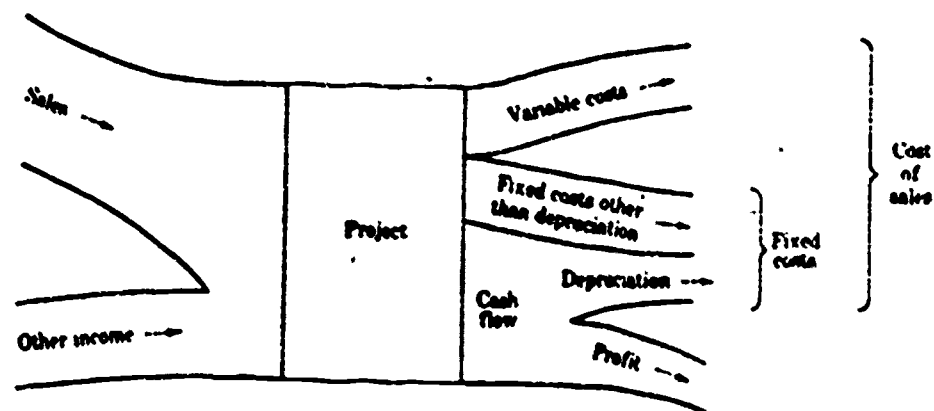 Sales
Other income
Project
Variable costs
Fixed costs other
than depreciation
Cash
flow
Depreciation
Profit
Fixed
costs
Cost
of
sales